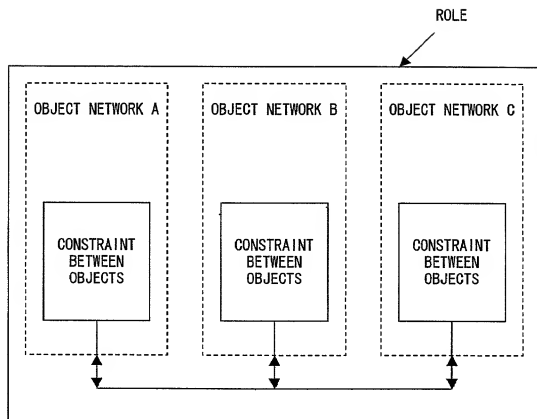 ROLE
OBJECT NETWORK A
OBJECT NETWORK B
OBJECT NETWORK C
CONSTRAINT
BETWEEN
OBJECTS
CONSTRAINT
BETWEEN
OBJECTS
CONSTRAINT
BETWEEN
OBJECTS